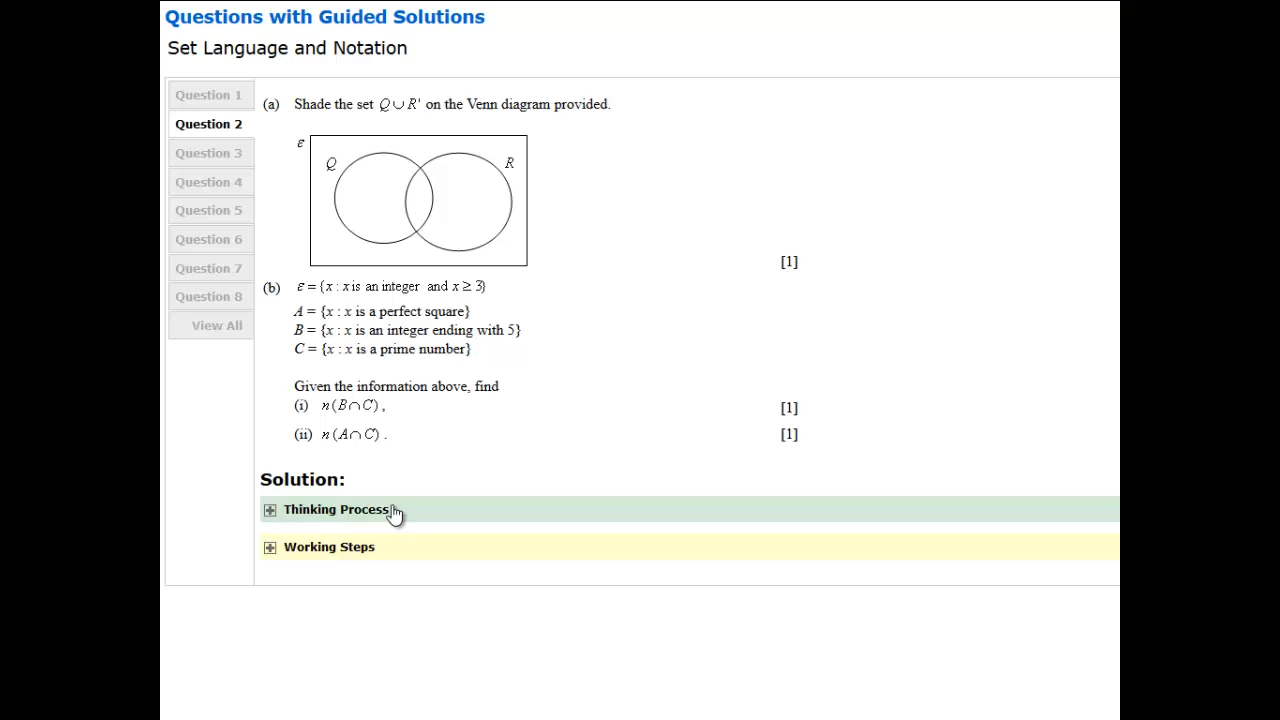 Questions with Guided Solutions
Set Language and Notation
Question 1
Question 2
Question 3
Question 4
Question 5
Question 6
Question 7
Question 8
View All
(a) Shade the set Q ∪ R' on the Venn diagram provided.
ε
Q
R
[1]
(b) ε = {x : x is an integer and x ≥ 3}
A = {x : x is a perfect square}
B = {x : x is an integer ending with 5}
C = {x : x is a prime number}
Given the information above, find
(i) n(B∩C), [1]
(ii) n(A∩C). [1]
Solution:
Thinking Process
Working Steps